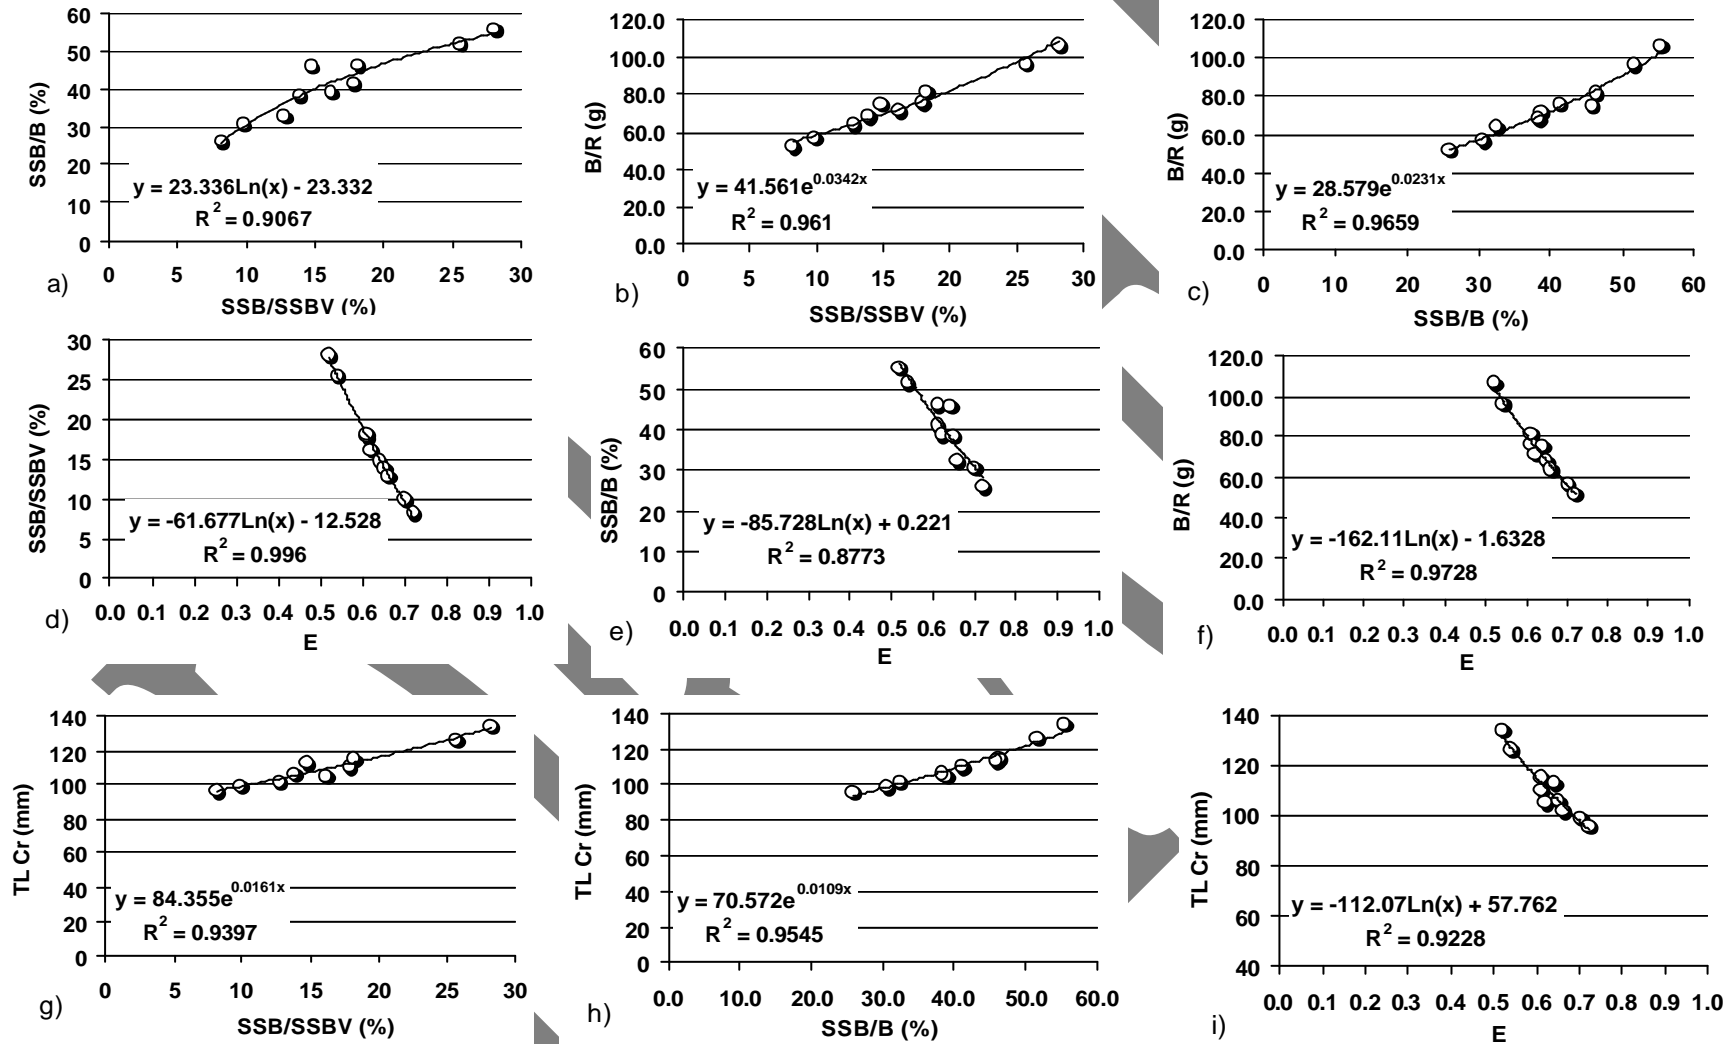 60
50
40
30
20
10
0
SSB/B (%)
y = 23.336Ln(x) - 23.332
R² = 0.9067
0 5 10 15 20 25 30
a)
SSB/SSBV (%)
120.0
100.0
80.0
60.0
40.0
20.0
0.0
B/R (g)
y = 41.561e^0.0342x
R² = 0.961
0 5 10 15 20 25 30
b)
SSB/SSBV (%)
120.0
100.0
80.0
60.0
40.0
20.0
0.0
B/R (g)
y = 28.579e^0.0231x
R² = 0.9659
0 10 20 30 40 50 60
c)
SSB/B (%)
30
25
20
15
10
5
0
SSB/SSBV (%)
y = -61.677Ln(x) - 12.528
R² = 0.996
0.0 0.1 0.2 0.3 0.4 0.5 0.6 0.7 0.8 0.9 1.0
d)
E
60
50
40
30
20
10
0
SSB/B (%)
y = -85.728Ln(x) + 0.221
R² = 0.8773
0.0 0.1 0.2 0.3 0.4 0.5 0.6 0.7 0.8 0.9 1.0
e)
E
120.0
100.0
80.0
60.0
40.0
20.0
0.0
B/R (g)
y = -162.11Ln(x) - 1.6328
R² = 0.9728
0.0 0.1 0.2 0.3 0.4 0.5 0.6 0.7 0.8 0.9 1.0
f)
E
140
120
100
80
60
40
20
0
TL Cr (mm)
y = 84.355e^0.0161x
R² = 0.9397
0 5 10 15 20 25 30
g)
SSB/SSBV (%)
140
120
100
80
60
40
20
0
TL Cr (mm)
y = 70.572e^0.0109x
R² = 0.9545
0.0 10.0 20.0 30.0 40.0 50.0 60.0
h)
SSB/B (%)
140
120
100
80
60
40
TL Cr (mm)
y = -112.07Ln(x) + 57.762
R² = 0.9228
0.0 0.1 0.2 0.3 0.4 0.5 0.6 0.7 0.8 0.9 1.0
i)
E